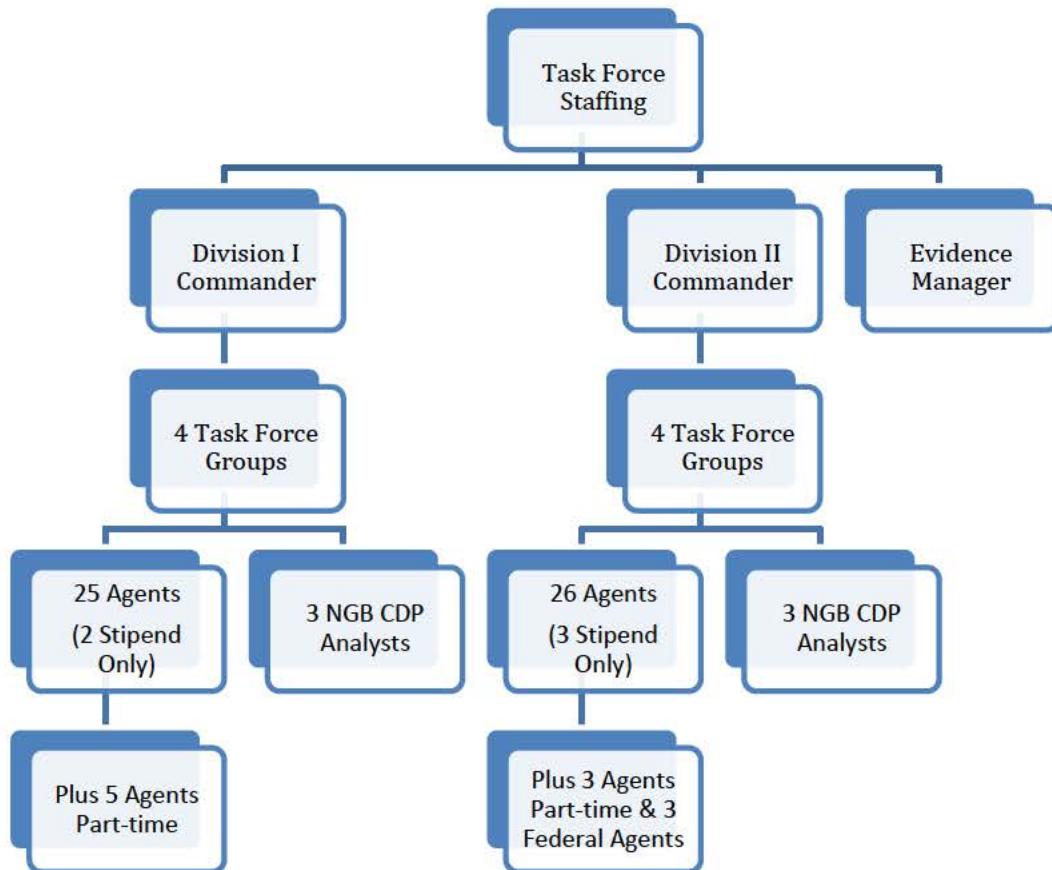 Task Force
Staffing
Division I
Commander
Division II
Commander
Evidence
Manager
4 Task Force
Groups
4 Task Force
Groups
25 Agents
(2 Stipend
Only)
3 NGB CDP
Analysts
26 Agents
(3 Stipend
Only)
3 NGB CDP
Analysts
Plus 5 Agents
Part-time
Plus 3 Agents
Part-time & 3
Federal Agents